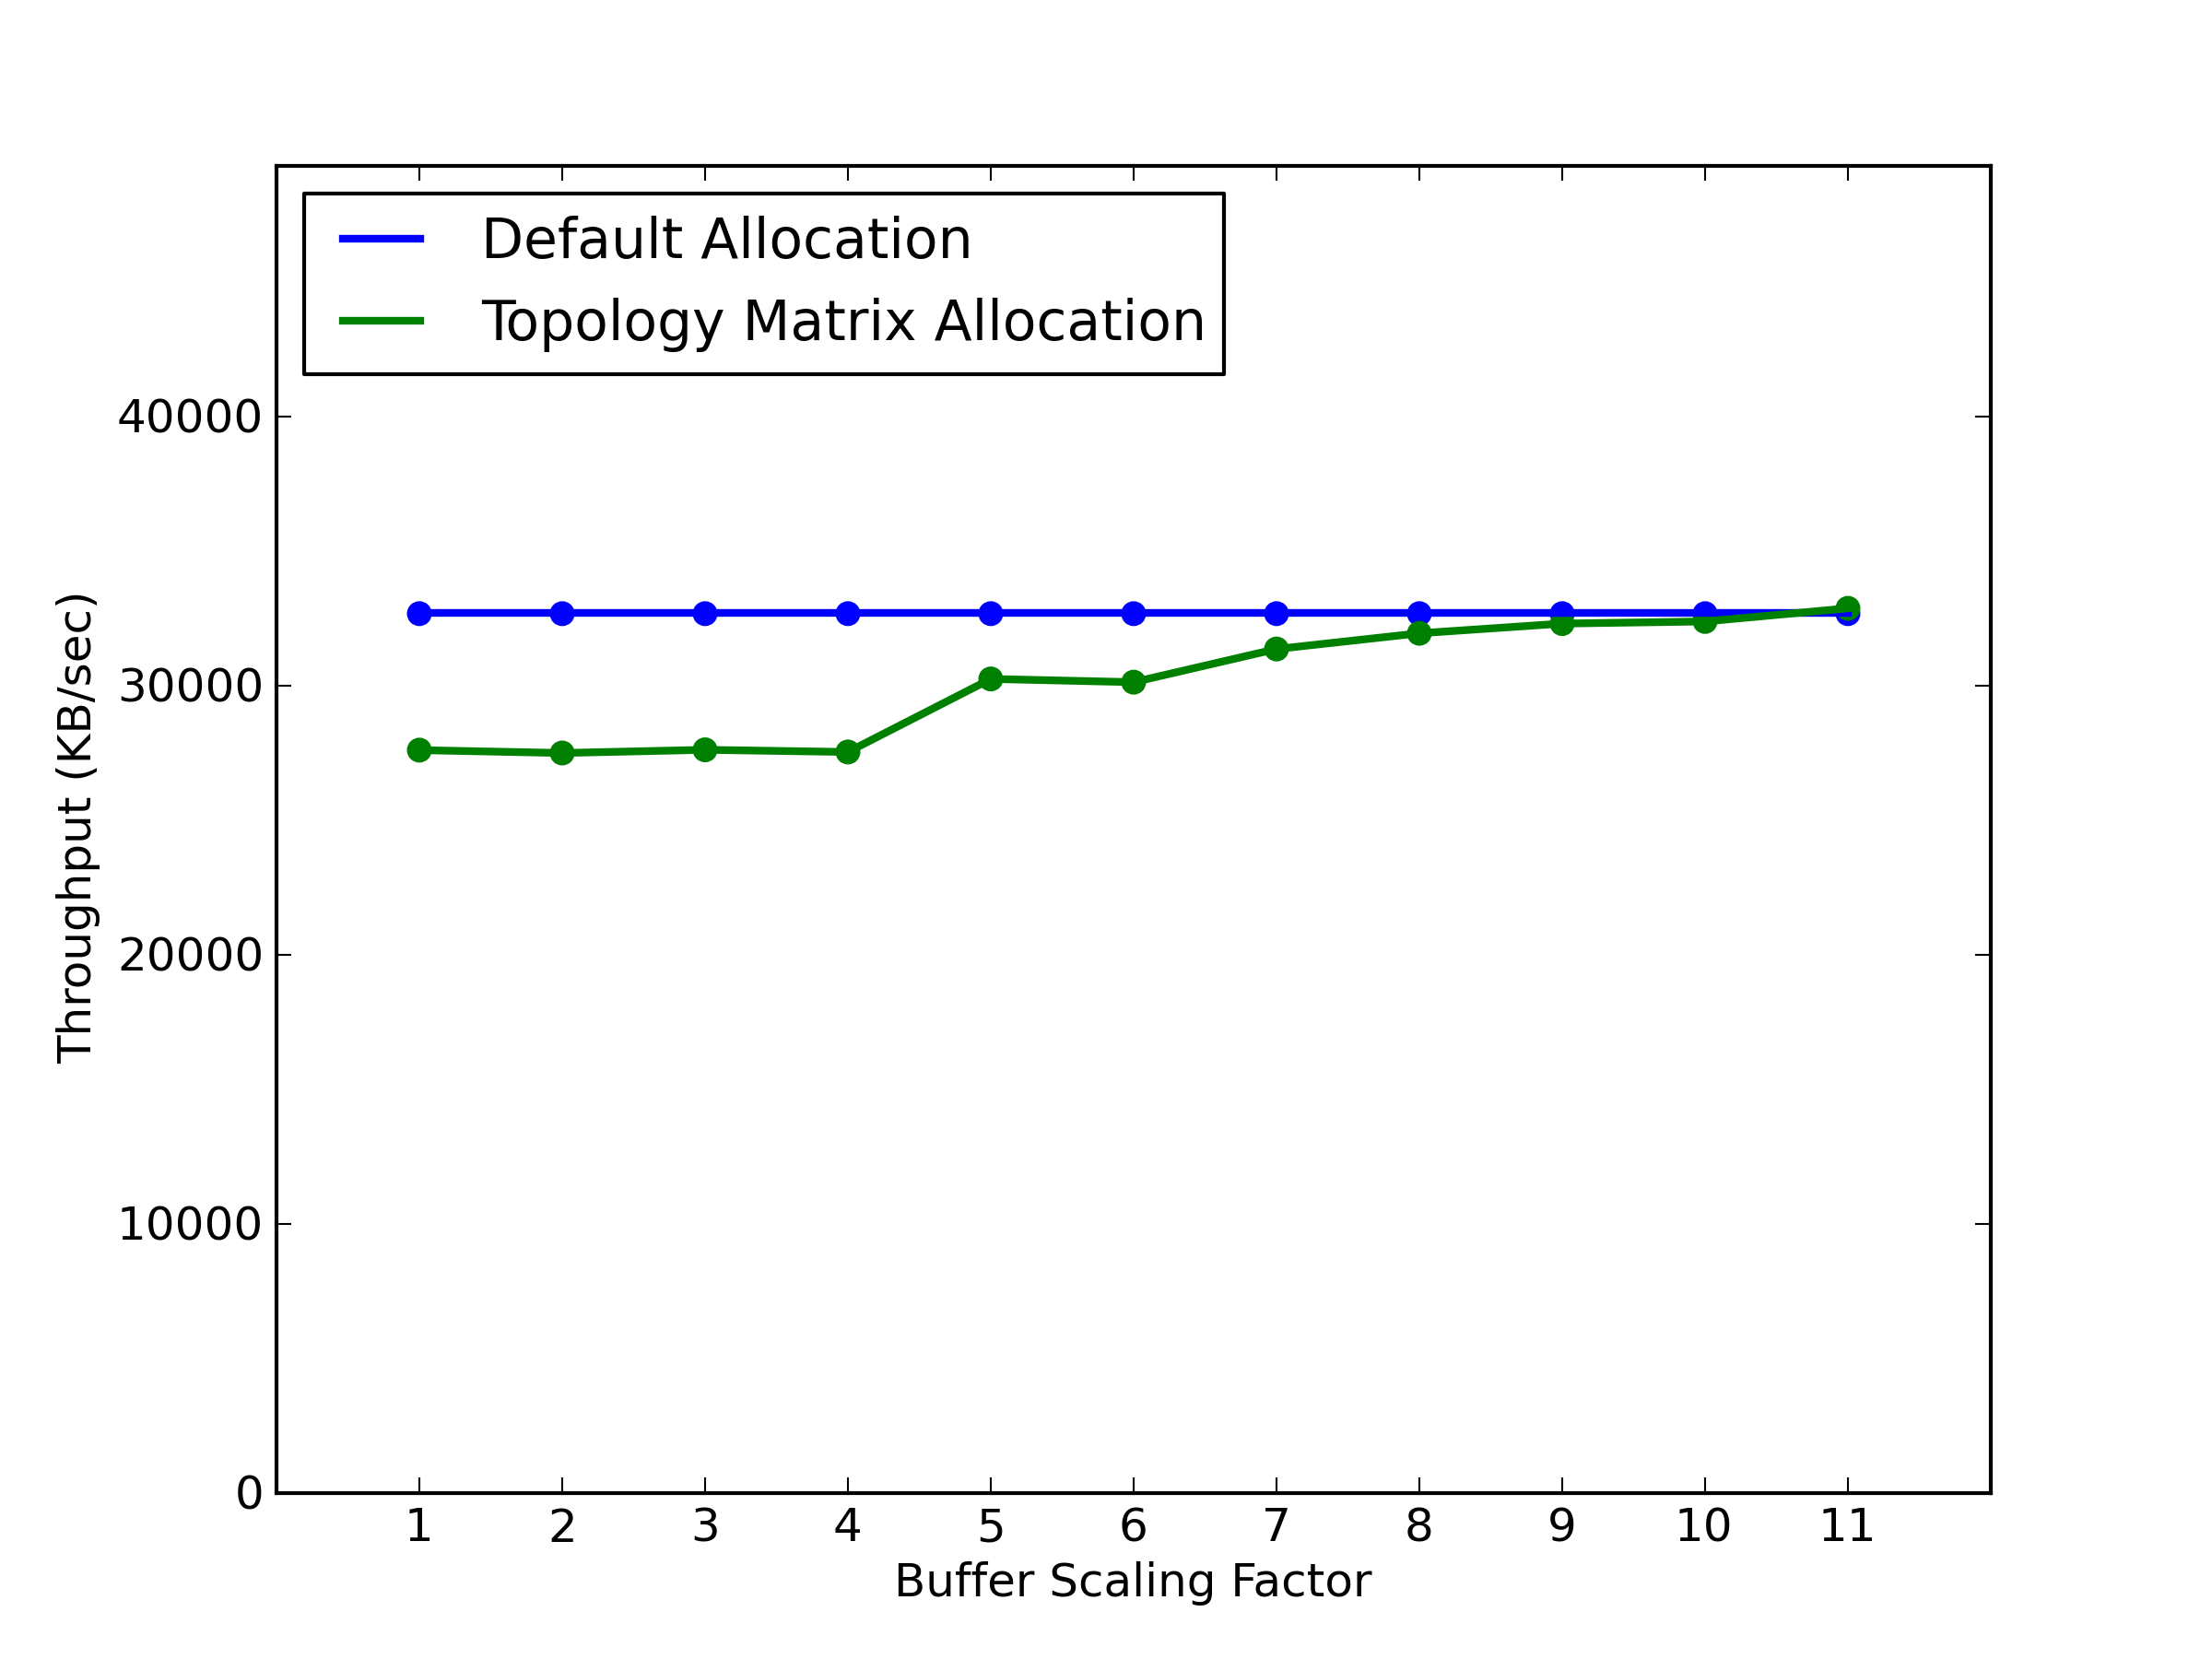 Default Allocation
Topology Matrix Allocation
40000
30000
20000
10000
0
Throughput (KB/sec)
1 2 3 4 5 6 7 8 9 10 11
Buffer Scaling Factor